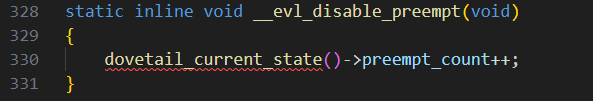 328 static inline void __evl_disable_preempt(void)
329 {
330     dovetail_current_state()->preempt_count++;
331 }